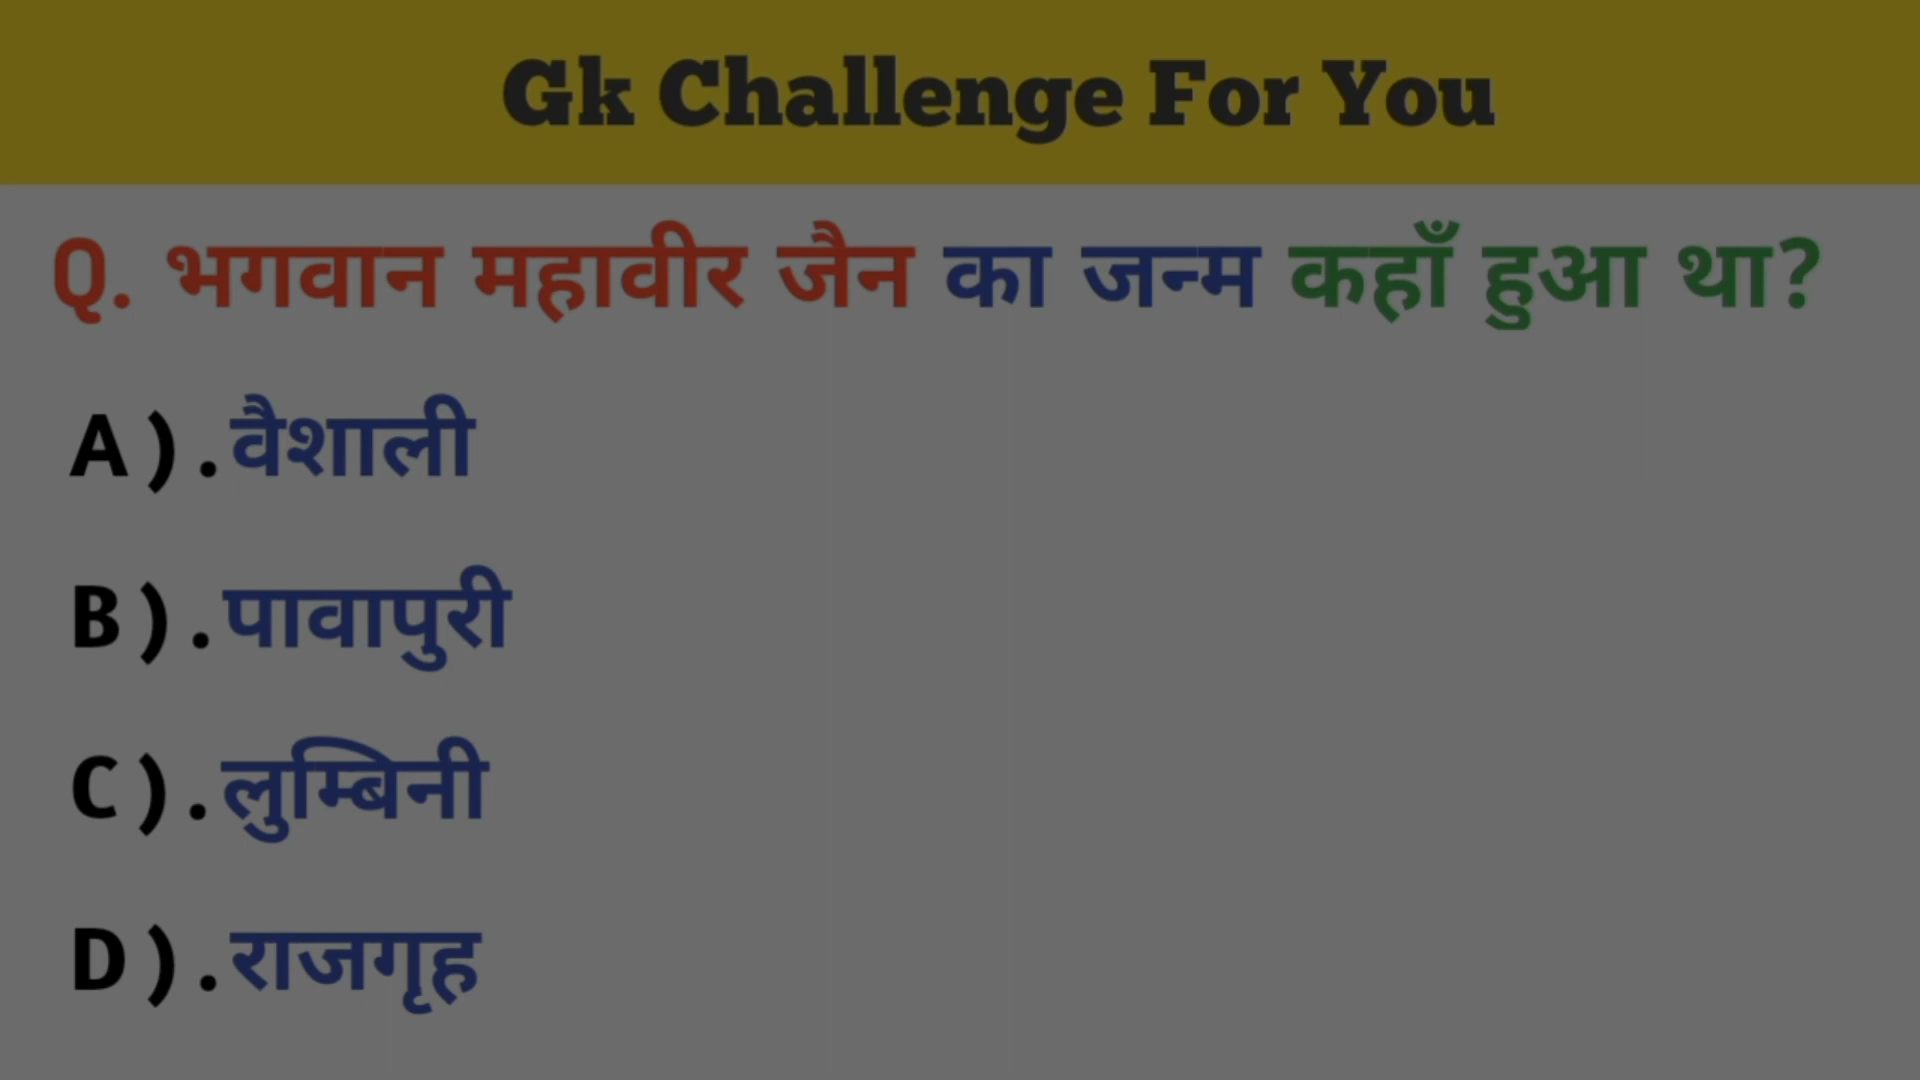 Gk Challenge For You
Q. भगवान महावीर जैन का जन्म कहाँ हुआ था?
A).वैशाली
B).पावापुरी
C).लुम्बिनी
D).राजगृह